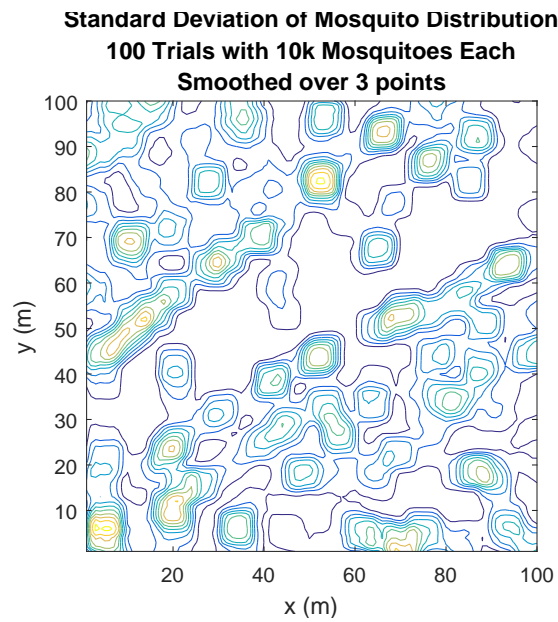 Standard Deviation of Mosquito Distribution
100 Trials with 10k Mosquitoes Each
Smoothed over 3 points
100
90
80
70
60
50
40
30
20
10
y (m)
20 40 60 80 100
x (m)